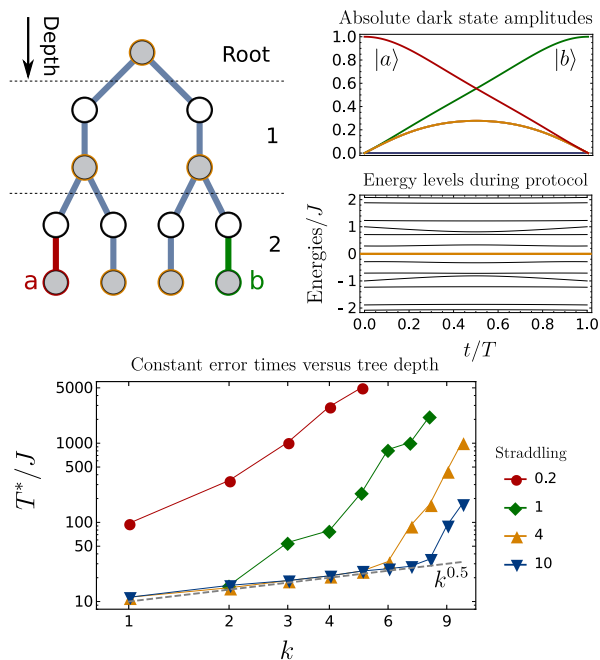 Depth
Root
1
2
a
b
Absolute dark state amplitudes
1.0
0.8
0.6
0.4
0.2
0.0
|a⟩
|b⟩
Energy levels during protocol
Energies/J
2
1
0
-1
-2
0.0
0.2
0.4
0.6
0.8
1.0
t/T
Constant error times versus tree depth
T*/J
5000
1000
500
100
50
10
1
2
3
4
6
9
k
k^0.5
Straddling
0.2
1
4
10